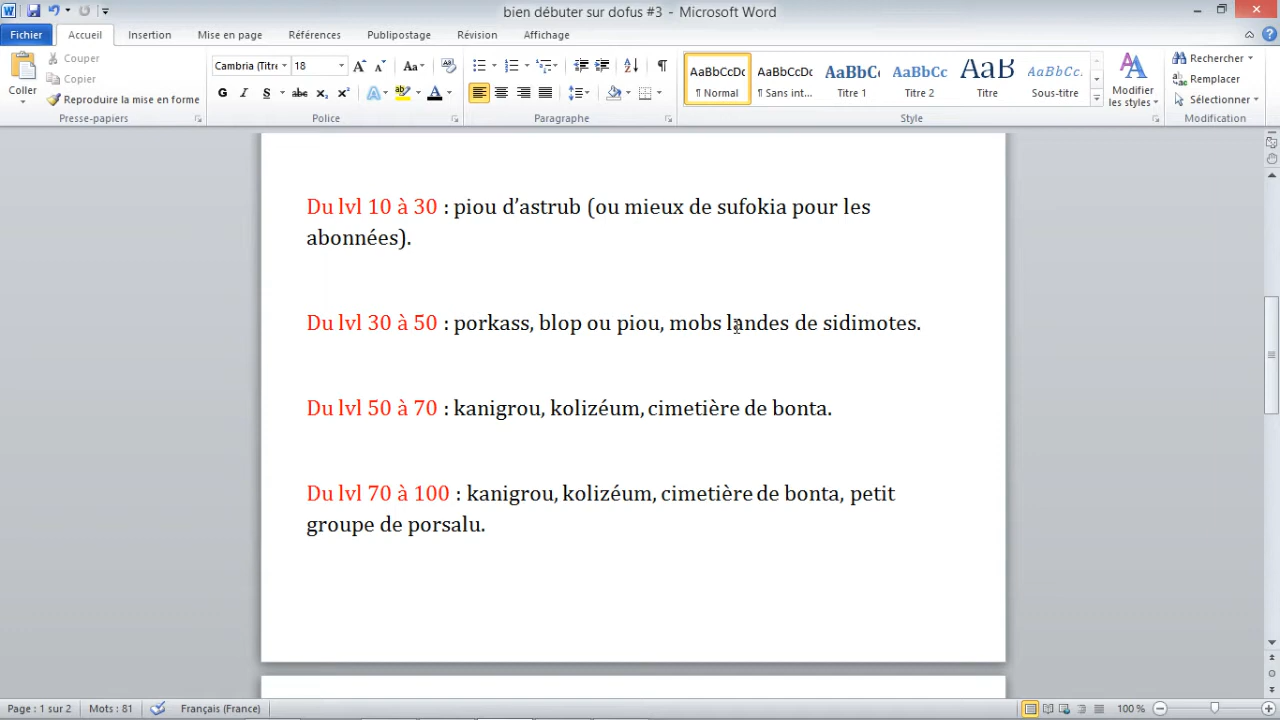 bien débuter sur dofus #3 - Microsoft Word
Fichier Accueil Insertion Mise en page Références Publipostage Révision Affichage
Coller
Couper
Copier
Reproduire la mise en forme
Presse-papiers
Cambria (Titre 18
Police
Paragraphe
AaBbCcDc AaBbCcDc AaBbC AaBbCc AaB AaBbCc.
¶ Normal ¶ Sans int... Titre 1 Titre 2 Titre Sous-titre
Style
Modifier
les styles
Rechercher
Remplacer
Sélectionner
Modification
Du lvl 10 à 30 : piou d’astrub (ou mieux de sufokia pour les
abonnées).
Du lvl 30 à 50 : porkass, blop ou piou, mobs landes de sidimotes.
Du lvl 50 à 70 : kanigrou, kolizéum, cimetière de bonta.
Du lvl 70 à 100 : kanigrou, kolizéum, cimetière de bonta, petit
groupe de porsalu.
Page : 1 sur 2 Mots : 81 Français (France) 100 %